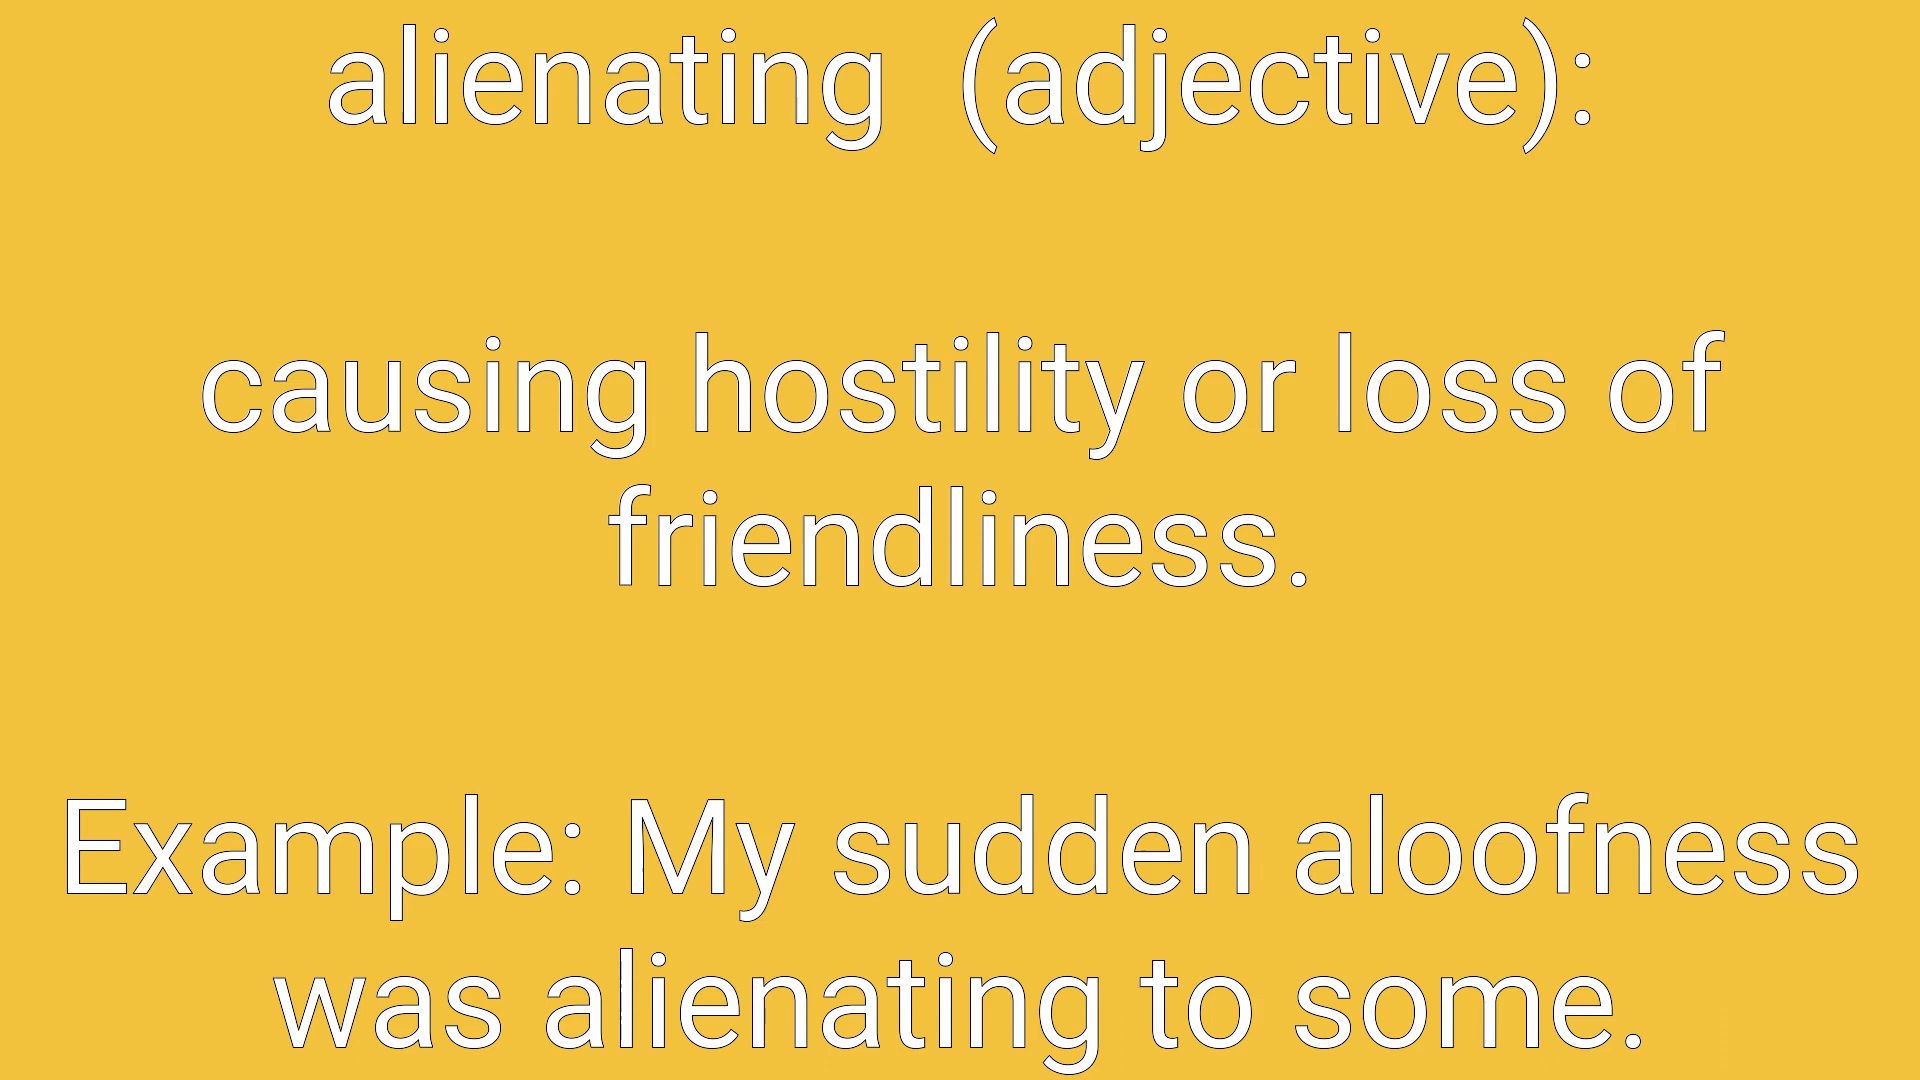 alienating  (adjective):
causing hostility or loss of
friendliness.
Example: My sudden aloofness
was alienating to some.